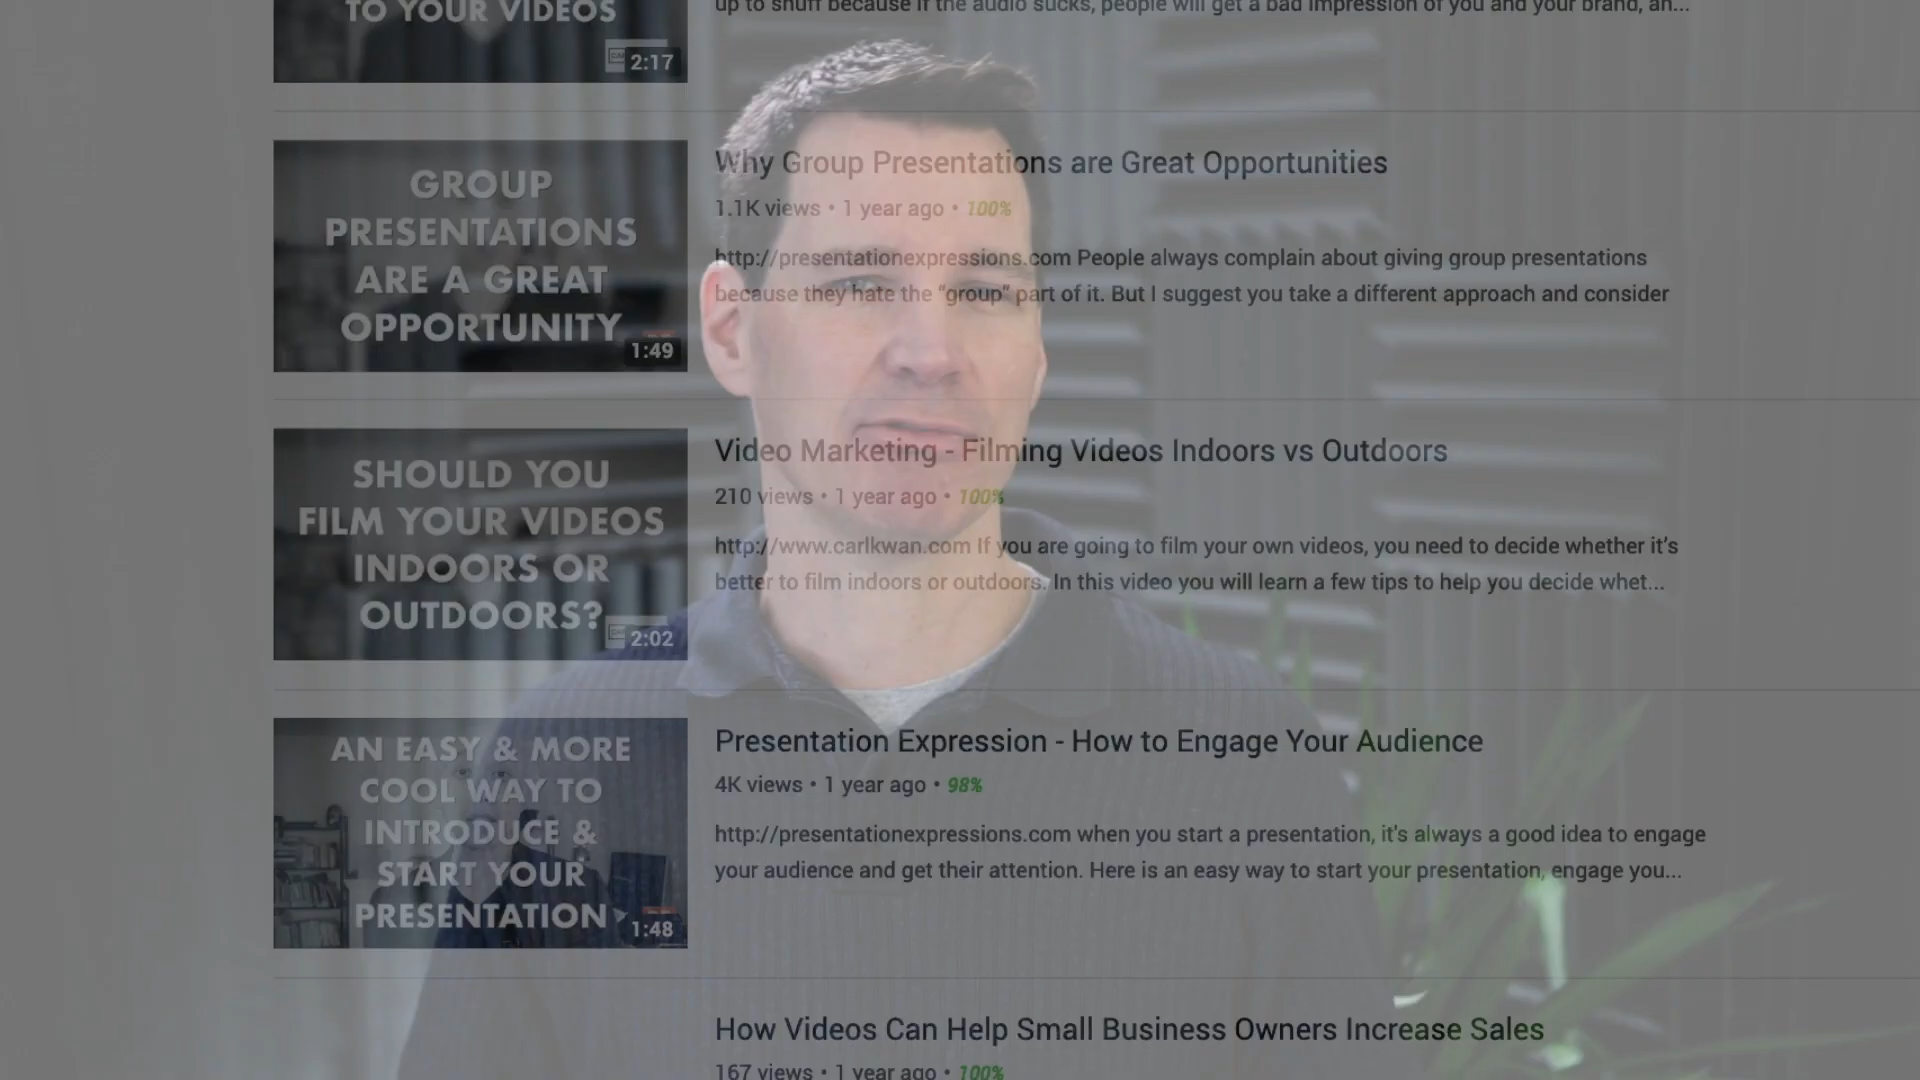 TO YOUR VIDEOS
2:17
up to snuff because if the audio sucks, people will get a bad impression of you and your brand, an...
GROUP
PRESENTATIONS
ARE A GREAT
OPPORTUNITY
1:49
Why Group Presentations are Great Opportunities
1.1K views • 1 year ago • 100%
http://presentationexpressions.com People always complain about giving group presentations
because they hate the "group" part of it. But I suggest you take a different approach and consider
SHOULD YOU
FILM YOUR VIDEOS
INDOORS OR
OUTDOORS?
2:02
Video Marketing - Filming Videos Indoors vs Outdoors
210 views • 1 year ago • 100%
http://www.carlkwan.com If you are going to film your own videos, you need to decide whether it's
better to film indoors or outdoors. In this video you will learn a few tips to help you decide whet...
AN EASY & MORE
COOL WAY TO
INTRODUCE &
START YOUR
PRESENTATION
1:48
Presentation Expression - How to Engage Your Audience
4K views • 1 year ago • 98%
http://presentationexpressions.com when you start a presentation, it's always a good idea to engage
your audience and get their attention. Here is an easy way to start your presentation, engage you...
How Videos Can Help Small Business Owners Increase Sales
167 views • 1 year ago • 100%